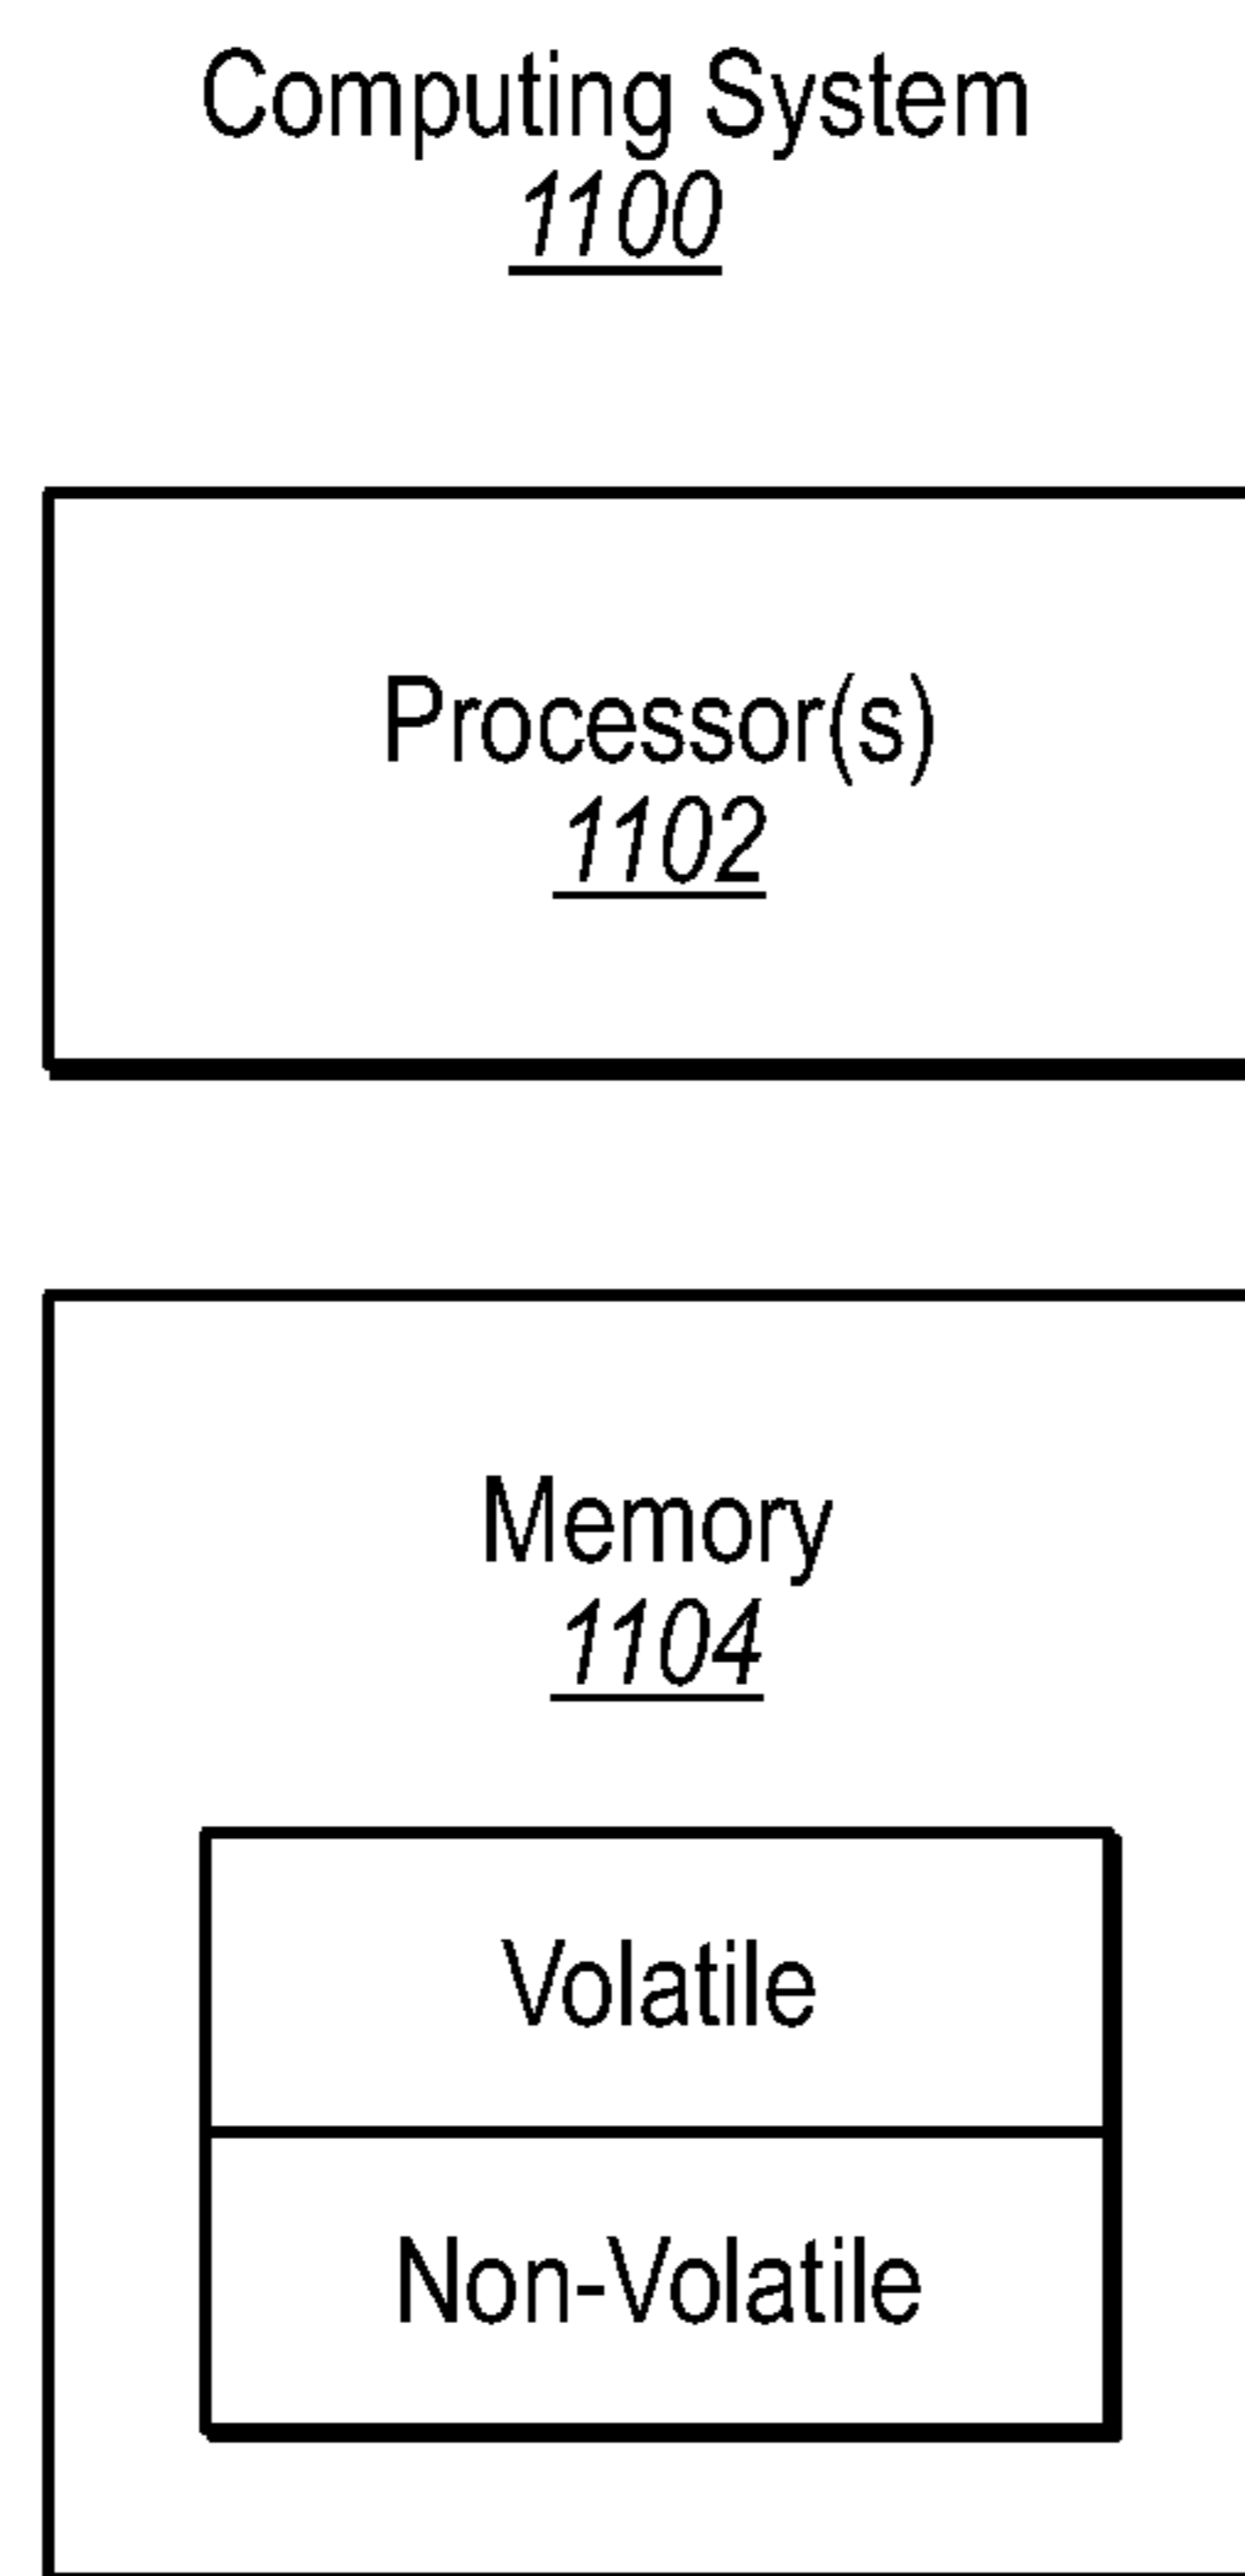 Computing System
1100
Processor(s)
1102
Memory
1104
Volatile
Non-Volatile